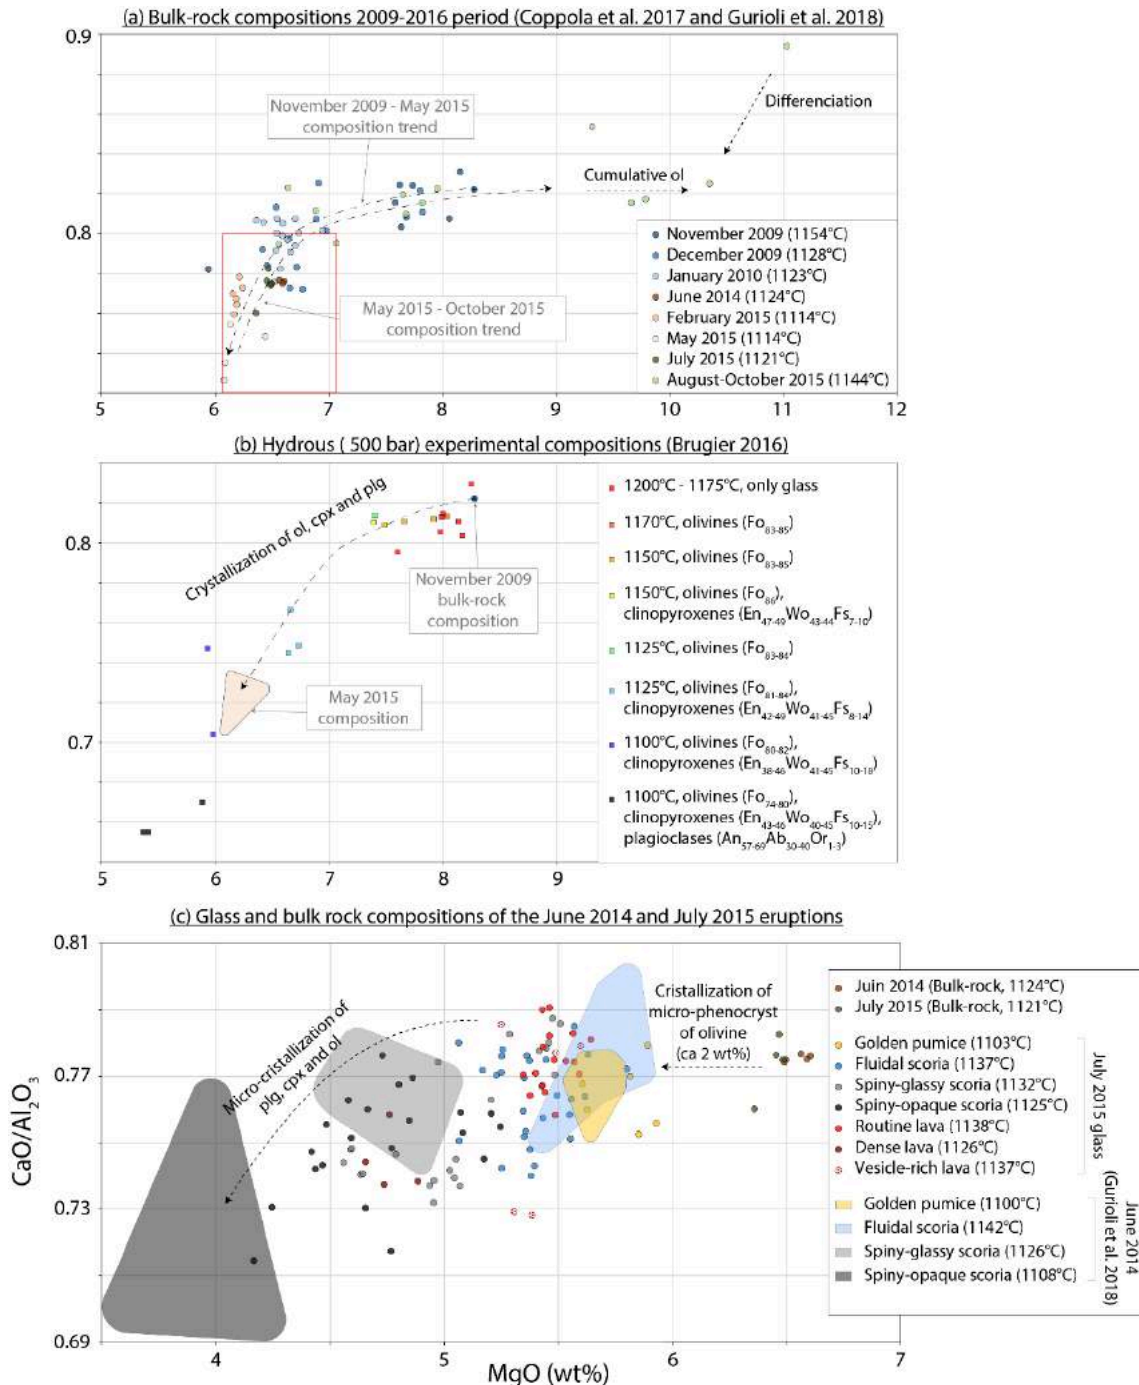 (a) Bulk-rock compositions 2009-2016 period (Coppola et al. 2017 and Gurioli et al. 2018)
0.9
0.8
November 2009 - May 2015
composition trend
Differenciation
Cumulative ol
May 2015 - October 2015
composition trend
November 2009 (1154°C)
December 2009 (1128°C)
January 2010 (1123°C)
June 2014 (1124°C)
February 2015 (1114°C)
May 2015 (1114°C)
July 2015 (1121°C)
August-October 2015 (1144°C)
5 6 7 8 9 10 11 12
(b) Hydrous ( 500 bar) experimental compositions (Brugier 2016)
0.8
0.7
Crystallization of ol, cpx and plg
November 2009
bulk-rock
composition
May 2015
composition
1200°C - 1175°C, only glass
1170°C, olivines (Fo83-85)
1150°C, olivines (Fo83-85)
1150°C, olivines (Fo86),
clinopyroxenes (En47-49Wo43-44Fs7-10)
1125°C, olivines (Fo83-84)
1125°C, olivines (Fo81-84),
clinopyroxenes (En42-49Wo41-45Fs8-14)
1100°C, olivines (Fo80-82),
clinopyroxenes (En38-46Wo41-45Fs10-18)
1100°C, olivines (Fo74-80),
clinopyroxenes (En43-46Wo40-45Fs10-15),
plagioclases (An57-69Ab30-40Or1-3)
5 6 7 8 9
(c) Glass and bulk rock compositions of the June 2014 and July 2015 eruptions
0.81
0.77
0.73
0.69
CaO/Al2O3
Micro-cristallization of
plg, cpx and ol
Cristallization of
micro-phenocryst
of olivine
(ca 2 wt%)
Juin 2014 (Bulk-rock, 1124°C)
July 2015 (Bulk-rock, 1121°C)
Golden pumice (1103°C)
Fluidal scoria (1137°C)
Spiny-glassy scoria (1132°C)
Spiny-opaque scoria (1125°C)
Routine lava (1138°C)
Dense lava (1126°C)
Vesicle-rich lava (1137°C)
July 2015 glass
Golden pumice (1100°C)
Fluidal scoria (1142°C)
Spiny-glassy scoria (1126°C)
Spiny-opaque scoria (1108°C)
June 2014
(Gurioli et al. 2018)
4 5 6 7
MgO (wt%)